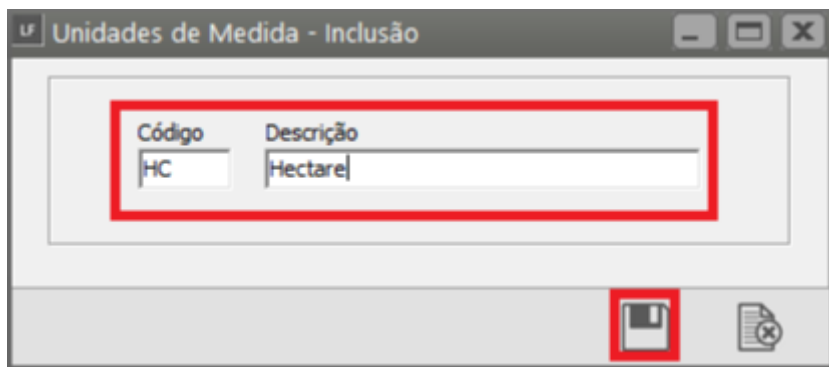 LF Unidades de Medida - Inclusão
Código Descrição
HC Hectare